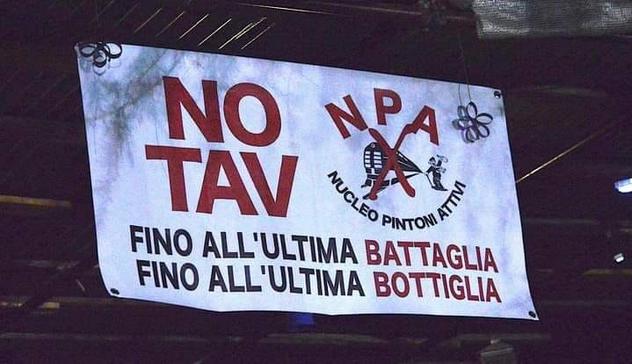 NO
TAV
NPA
NUCLEO PINTONI ATTIVI
FINO ALL'ULTIMA BATTAGLIA
FINO ALL'ULTIMA BOTTIGLIA